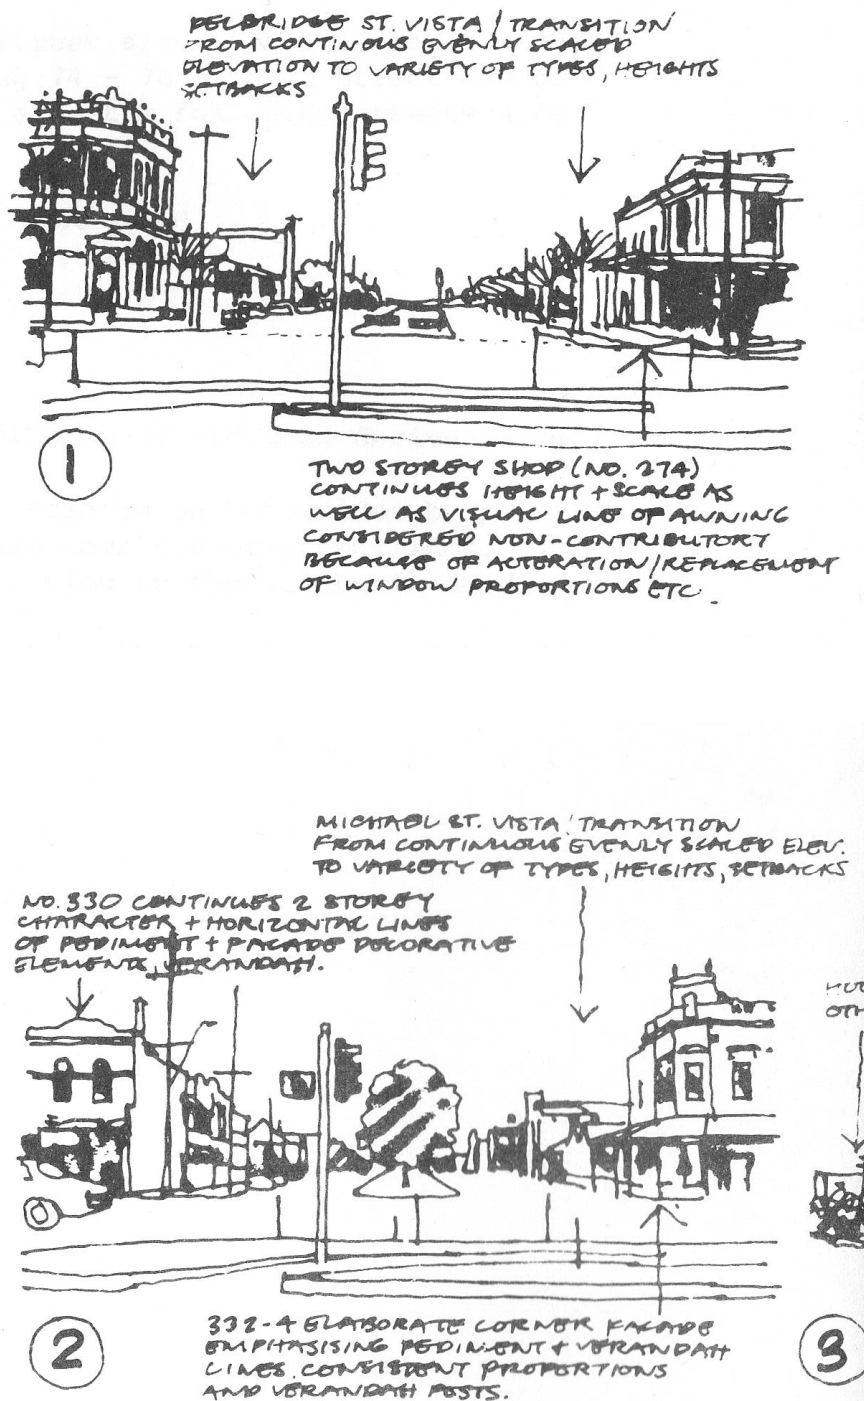 DELBRIDGE ST. VISTA / TRANSITION
FROM CONTINOUS EVENLY SCALED
ELEVATION TO VARIETY OF TYPES, HEIGHTS
SETBACKS
1
TWO STOREY SHOP (NO. 274)
CONTINUES HEIGHT + SCALE AS
WELL AS VISUAL LINE OF AWNING
CONSIDERED NON-CONTRIBUTORY
BECAUSE OF ALTERATION/REPLACEMENT
OF WINDOW PROPORTIONS ETC.
MICHAEL ST. VISTA / TRANSITION
FROM CONTINUOUS EVENLY SCALED ELEV.
TO VARIETY OF TYPES, HEIGHTS, SETBACKS
NO. 330 CONTINUES 2 STOREY
CHARACTER + HORIZONTAL LINES
OF PEDIMENT + FACADE DECORATIVE
ELEMENTS, VERANDAH.
OTH
2
332-4 ELABORATE CORNER FACADE
EMPHASISING PEDIMENT + VERANDAH
LINES. CONSISTENT PROPORTIONS
AND VERANDAH POSTS.
3